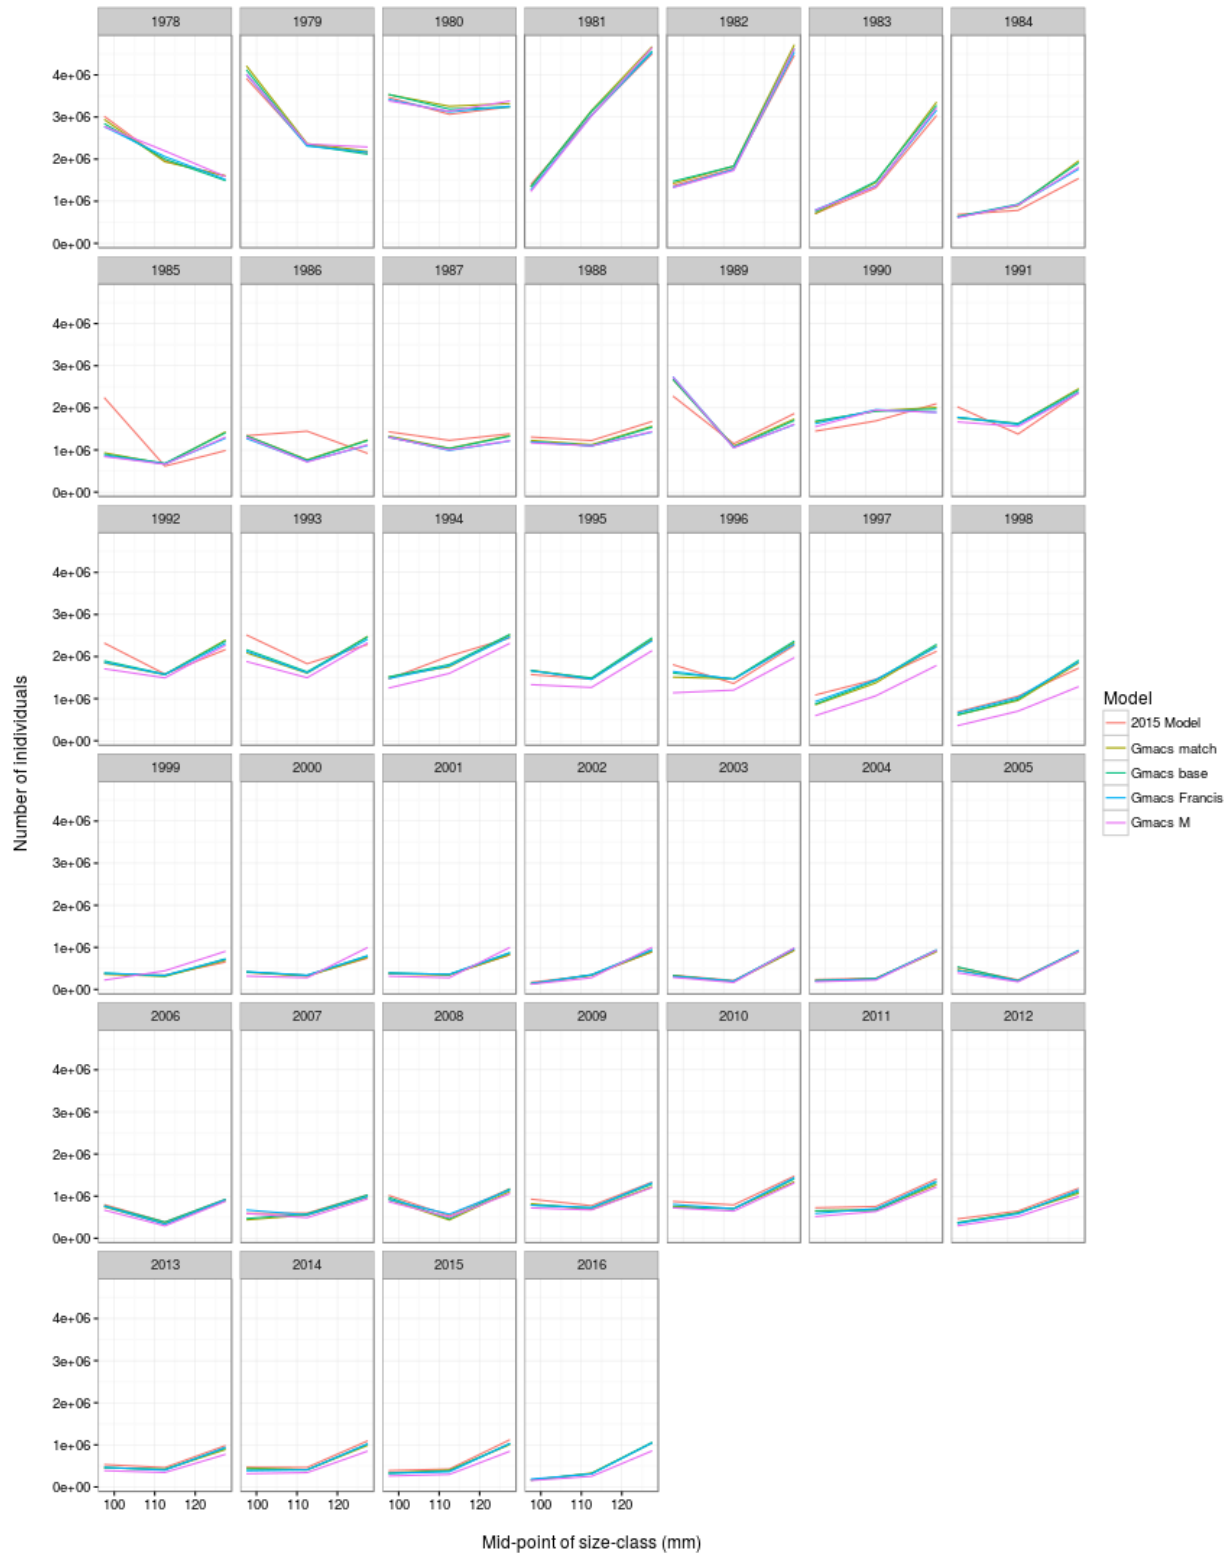 1978 1979 1980 1981 1982 1983 1984
4e+06
3e+06
2e+06
1e+06
0e+00
1985 1986 1987 1988 1989 1990 1991
4e+06
3e+06
2e+06
1e+06
0e+00
1992 1993 1994 1995 1996 1997 1998
4e+06
3e+06
2e+06
1e+06
0e+00
1999 2000 2001 2002 2003 2004 2005
4e+06
3e+06
2e+06
1e+06
0e+00
2006 2007 2008 2009 2010 2011 2012
4e+06
3e+06
2e+06
1e+06
0e+00
2013 2014 2015 2016
4e+06
3e+06
2e+06
1e+06
0e+00
100 110 120 100 110 120 100 110 120 100 110 120
Mid-point of size-class (mm)
Number of inidividuals
Model
2015 Model
Gmacs match
Gmacs base
Gmacs Francis
Gmacs M